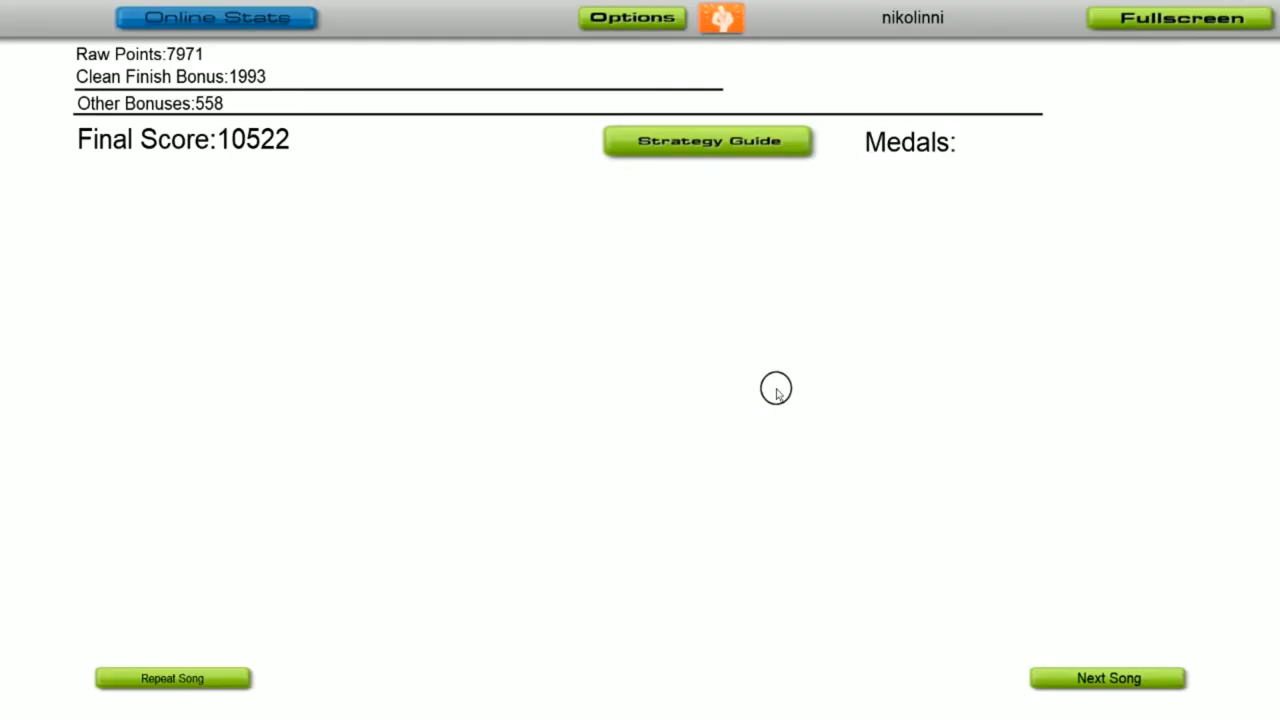 Online Stats
Options
nikolinni
Fullscreen
Raw Points:7971
Clean Finish Bonus:1993
Other Bonuses:558
Final Score:10522
Strategy Guide
Medals:
Repeat Song
Next Song